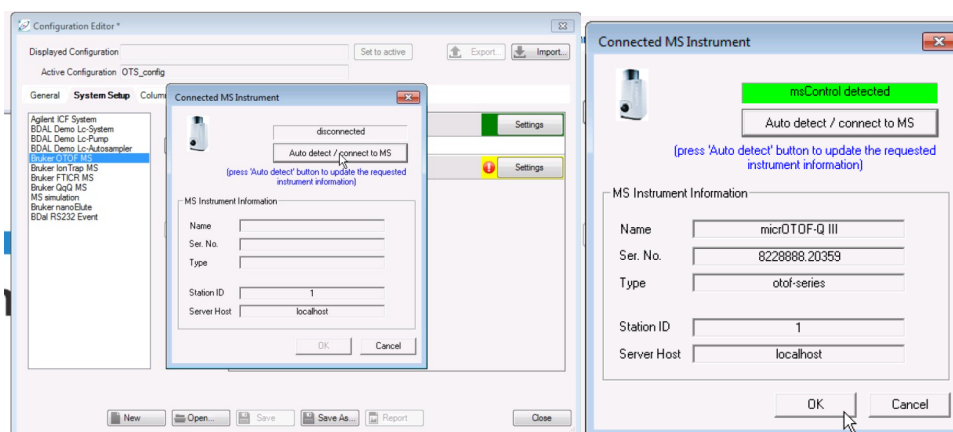 Configuration Editor *
Displayed Configuration
Set to active
Export...
Import...
Active Configuration OTS_config
General System Setup Colum
Agilent ICF System
BDAL Demo Lc-System
BDAL Demo Lc-Pump
BDAL Demo Lc-Autosampler
Bruker OTOF MS
Bruker Ion Trap MS
Bruker FTICR MS
Bruker QqQ MS
MS simulation
Bruker nanoElute
BDal RS232 Event
Settings
Settings
Connected MS Instrument
disconnected
Auto detect / connect to MS
(press 'Auto detect' button to update the requested
instrument information)
MS Instrument Information
Name
Ser. No.
Type
Station ID 1
Server Host localhost
OK Cancel
New Open... Save Save As... Report Close
Connected MS Instrument
msControl detected
Auto detect / connect to MS
(press 'Auto detect' button to update the requested
instrument information)
MS Instrument Information
Name micrOTOF-Q III
Ser. No. 8228888.20359
Type otof-series
Station ID 1
Server Host localhost
OK Cancel